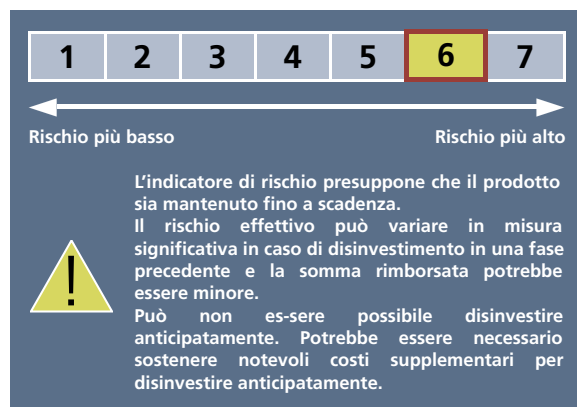 1 2 3 4 5 6 7
Rischio più basso Rischio più alto
L'indicatore di rischio presuppone che il prodotto
sia mantenuto fino a scadenza.
Il rischio effettivo può variare in misura
significativa in caso di disinvestimento in una fase
precedente e la somma rimborsata potrebbe
essere minore.
Può non es-sere possibile disinvestire
anticipatamente. Potrebbe essere necessario
sostenere notevoli costi supplementari per
disinvestire anticipatamente.
!